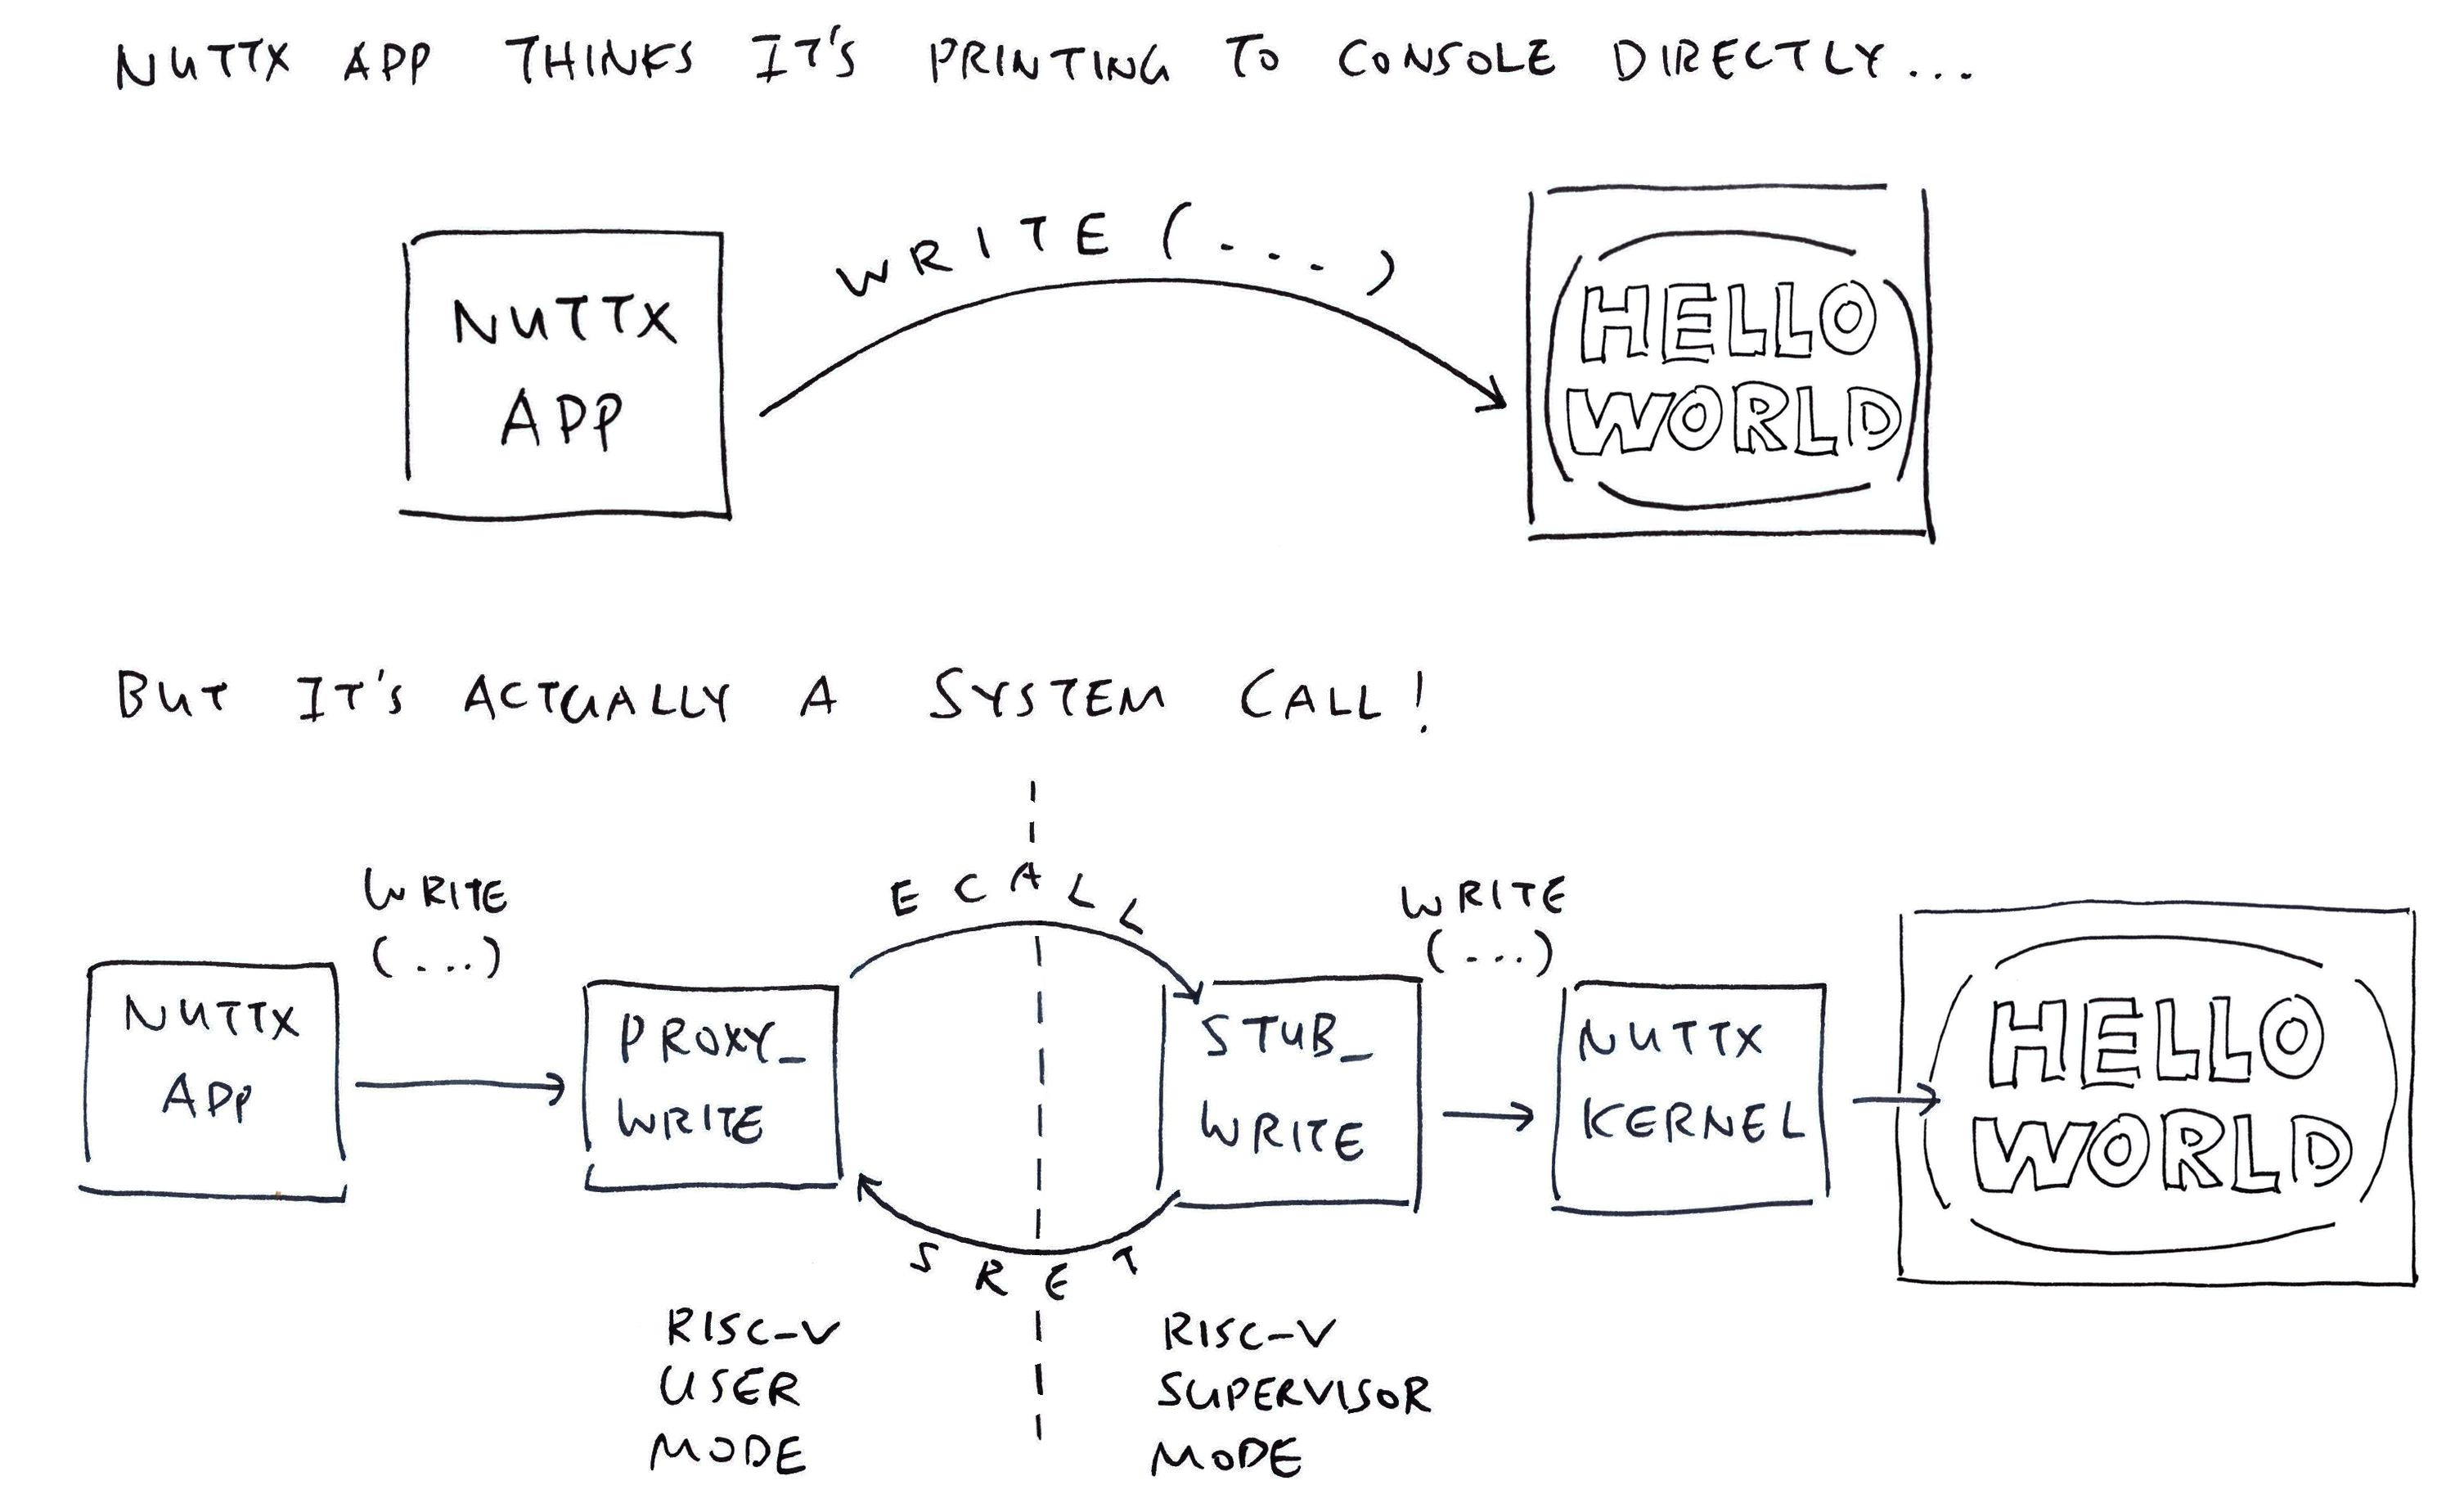 NUTTX APP THINKS IT'S PRINTING TO CONSOLE DIRECTLY...
WRITE (...)
NUTTX
APP
HELLO
WORLD
BUT IT'S ACTUALLY A SYSTEM CALL!
WRITE
(...)
ECALL
WRITE
(...)
NUTTX
APP
PROXY_
WRITE
STUB_
WRITE
NUTTX
KERNEL
HELLO
WORLD
SRET
RISC-V
USER
MODE
RISC-V
SUPERVISOR
MODE